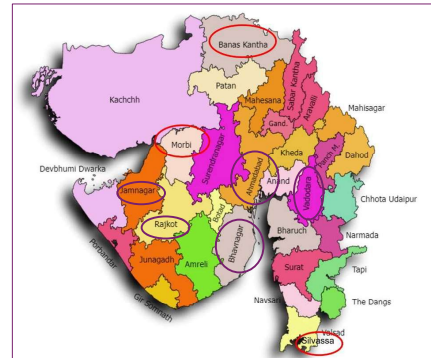 Banas Kantha
Kachchh
Patan
Mahesana
Sabar Kantha
Aravali
Gand.
Mahisagar
Morbi
Surendranagar
Ahmadabad
Kheda
Panch M.
Dahod
Devbhumi Dwarka
Jamnagar
Anand
Vadodara
Chhota Udaipur
Rajkot
Botad
Bhavnagar
Bharuch
Narmada
Porbandar
Junagadh
Amreli
Surat
Tapi
Gir Somnath
Navsari
The Dangs
Valsad
Silvassa